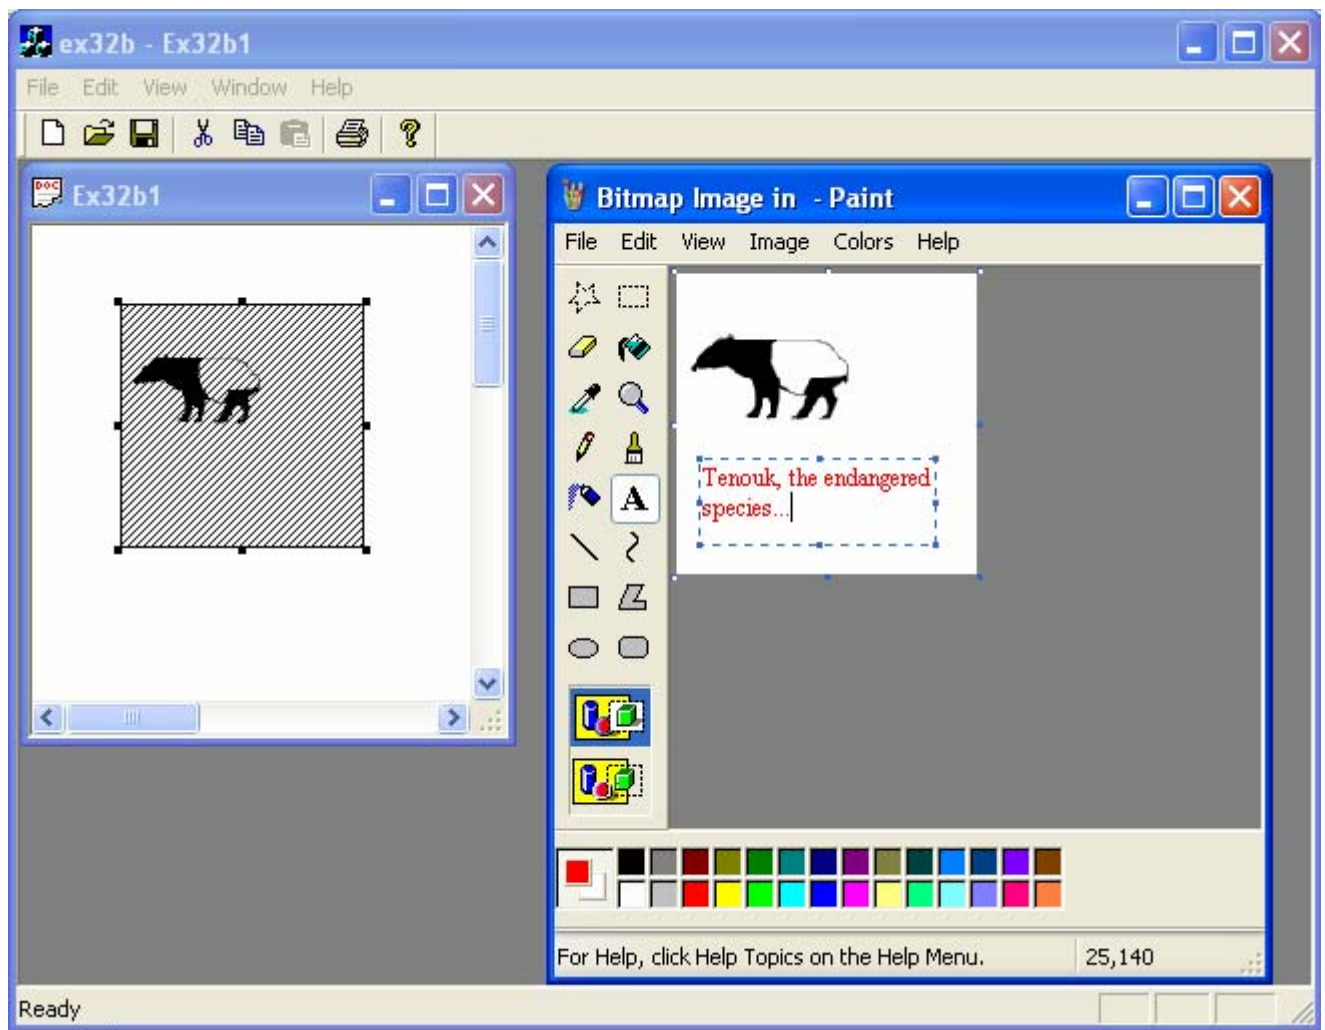 ex32b - Ex32b1
File Edit View Window Help
DOC
Ex32b1
Bitmap Image in - Paint
File Edit View Image Colors Help
A
Tenouk, the endangered
species...
For Help, click Help Topics on the Help Menu.
25,140
Ready